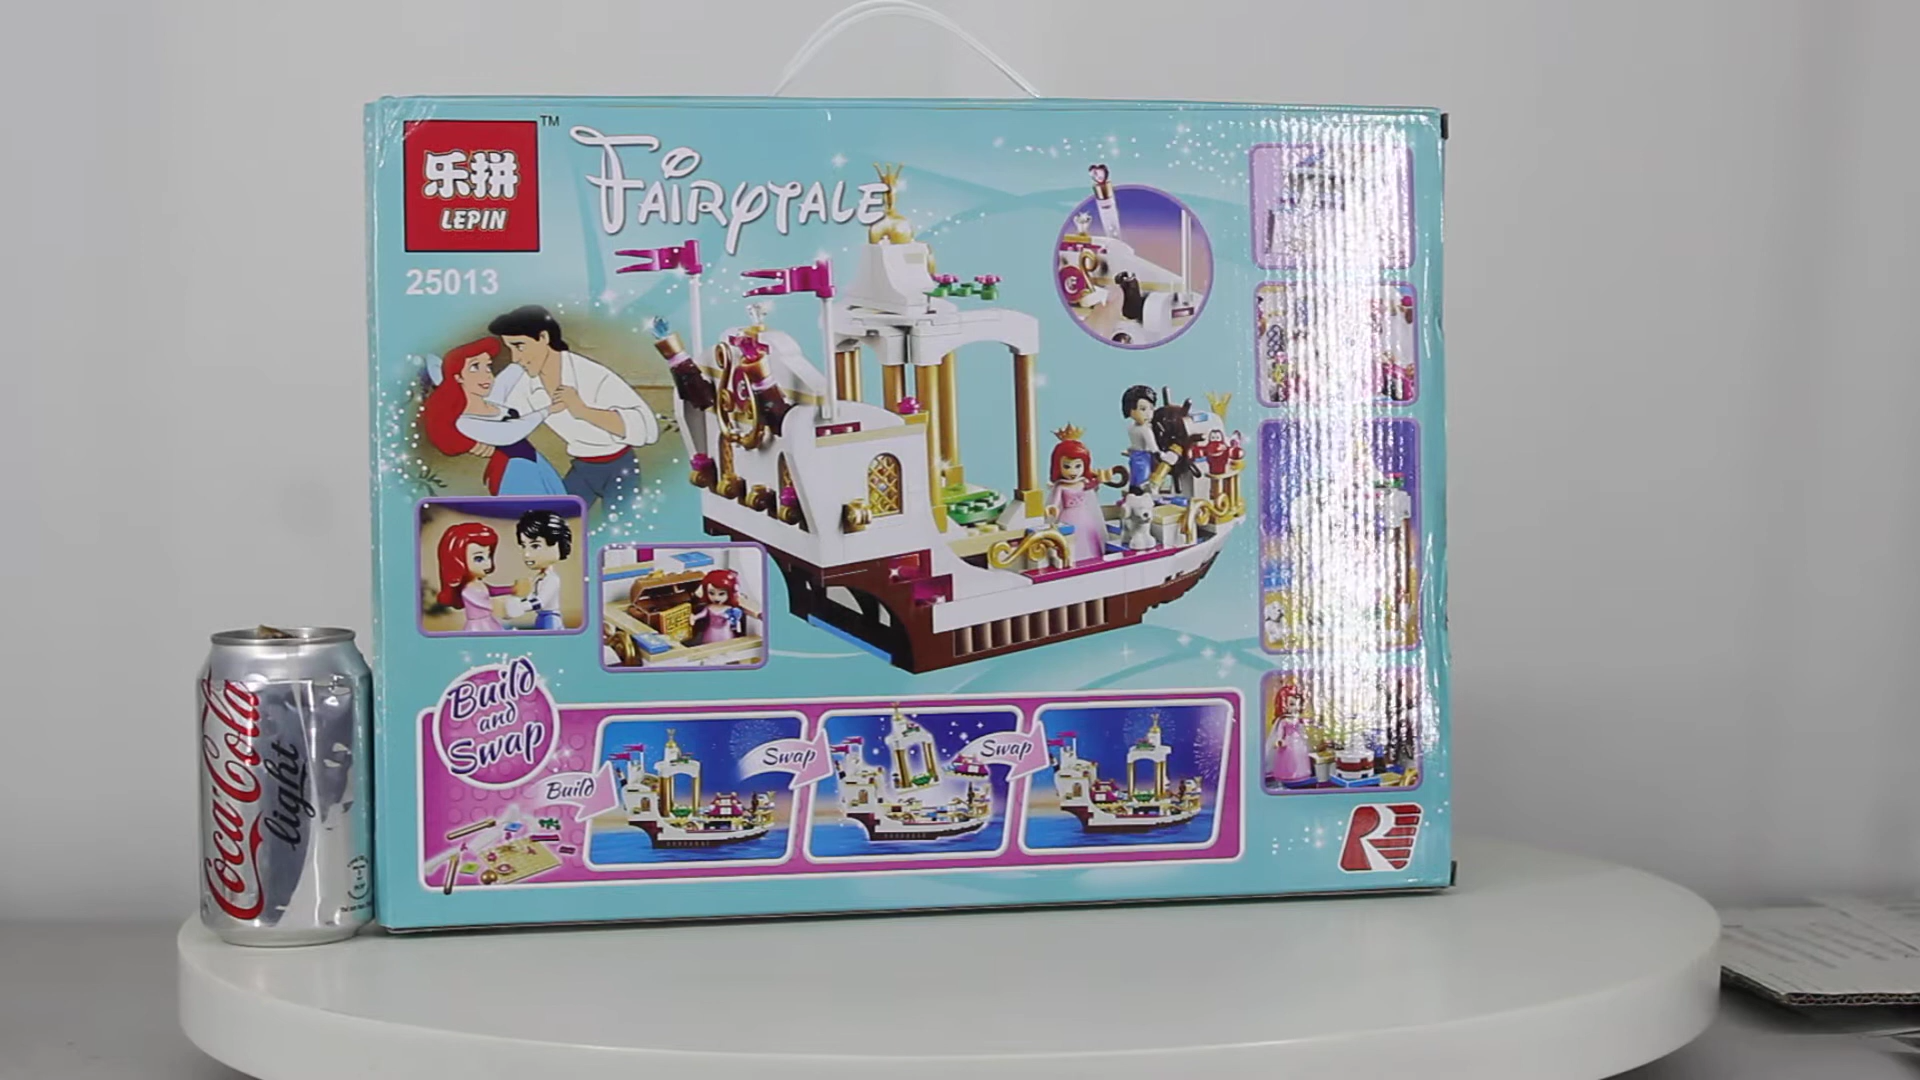 乐拼
LEPIN
TM
25013
FAIRYTALE
Build
and
Swap
Build
Swap
Swap
Coca-Cola
light